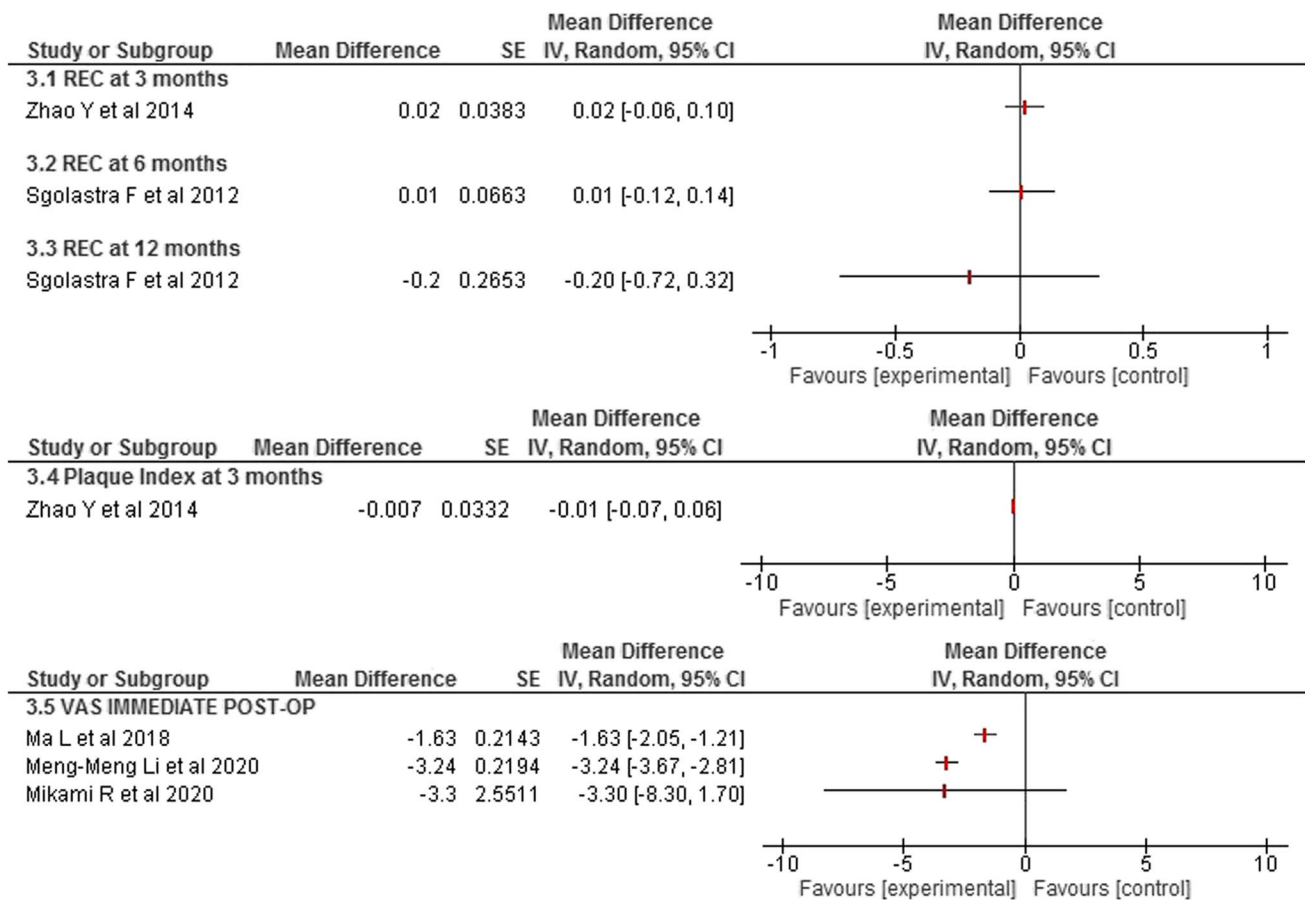 Mean Difference Mean Difference
Study or Subgroup Mean Difference SE IV, Random, 95% CI IV, Random, 95% CI
3.1 REC at 3 months
Zhao Y et al 2014 0.02 0.0383 0.02 [-0.06, 0.10]
3.2 REC at 6 months
Sgolastra F et al 2012 0.01 0.0663 0.01 [-0.12, 0.14]
3.3 REC at 12 months
Sgolastra F et al 2012 -0.2 0.2653 -0.20 [-0.72, 0.32]
-1 -0.5 0 0.5 1
Favours [experimental] Favours [control]
Mean Difference Mean Difference
Study or Subgroup Mean Difference SE IV, Random, 95% CI IV, Random, 95% CI
3.4 Plaque Index at 3 months
Zhao Y et al 2014 -0.007 0.0332 -0.01 [-0.07, 0.06]
-10 -5 0 5 10
Favours [experimental] Favours [control]
Mean Difference Mean Difference
Study or Subgroup Mean Difference SE IV, Random, 95% CI IV, Random, 95% CI
3.5 VAS IMMEDIATE POST-OP
Ma L et al 2018 -1.63 0.2143 -1.63 [-2.05, -1.21]
Meng-Meng Li et al 2020 -3.24 0.2194 -3.24 [-3.67, -2.81]
Mikami R et al 2020 -3.3 2.5511 -3.30 [-8.30, 1.70]
-10 -5 0 5 10
Favours [experimental] Favours [control]